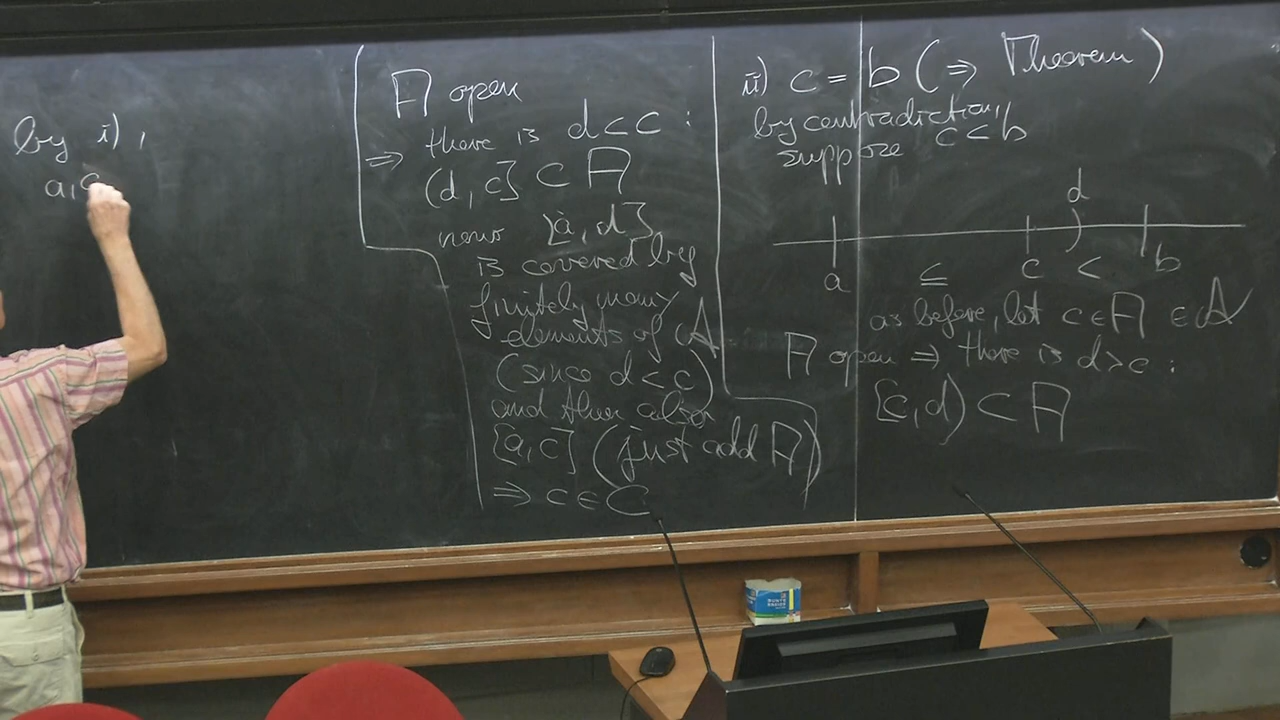 by i),
a, c
A open
there is d < c :
⇒ (d, c] ⊂ A
now [a, d]
is covered by
finitely many
elements of 𝒜
(since d < c)
and then also
[a, c] (just add A)
⇒ c ∈ C
ii) c = b (⇒ Theorem)
by contradiction,
suppose c < b
d
a ≤ c < b
as before, let c ∈ A ∈ 𝒜
A open ⇒ there is d > c :
[c, d) ⊂ A